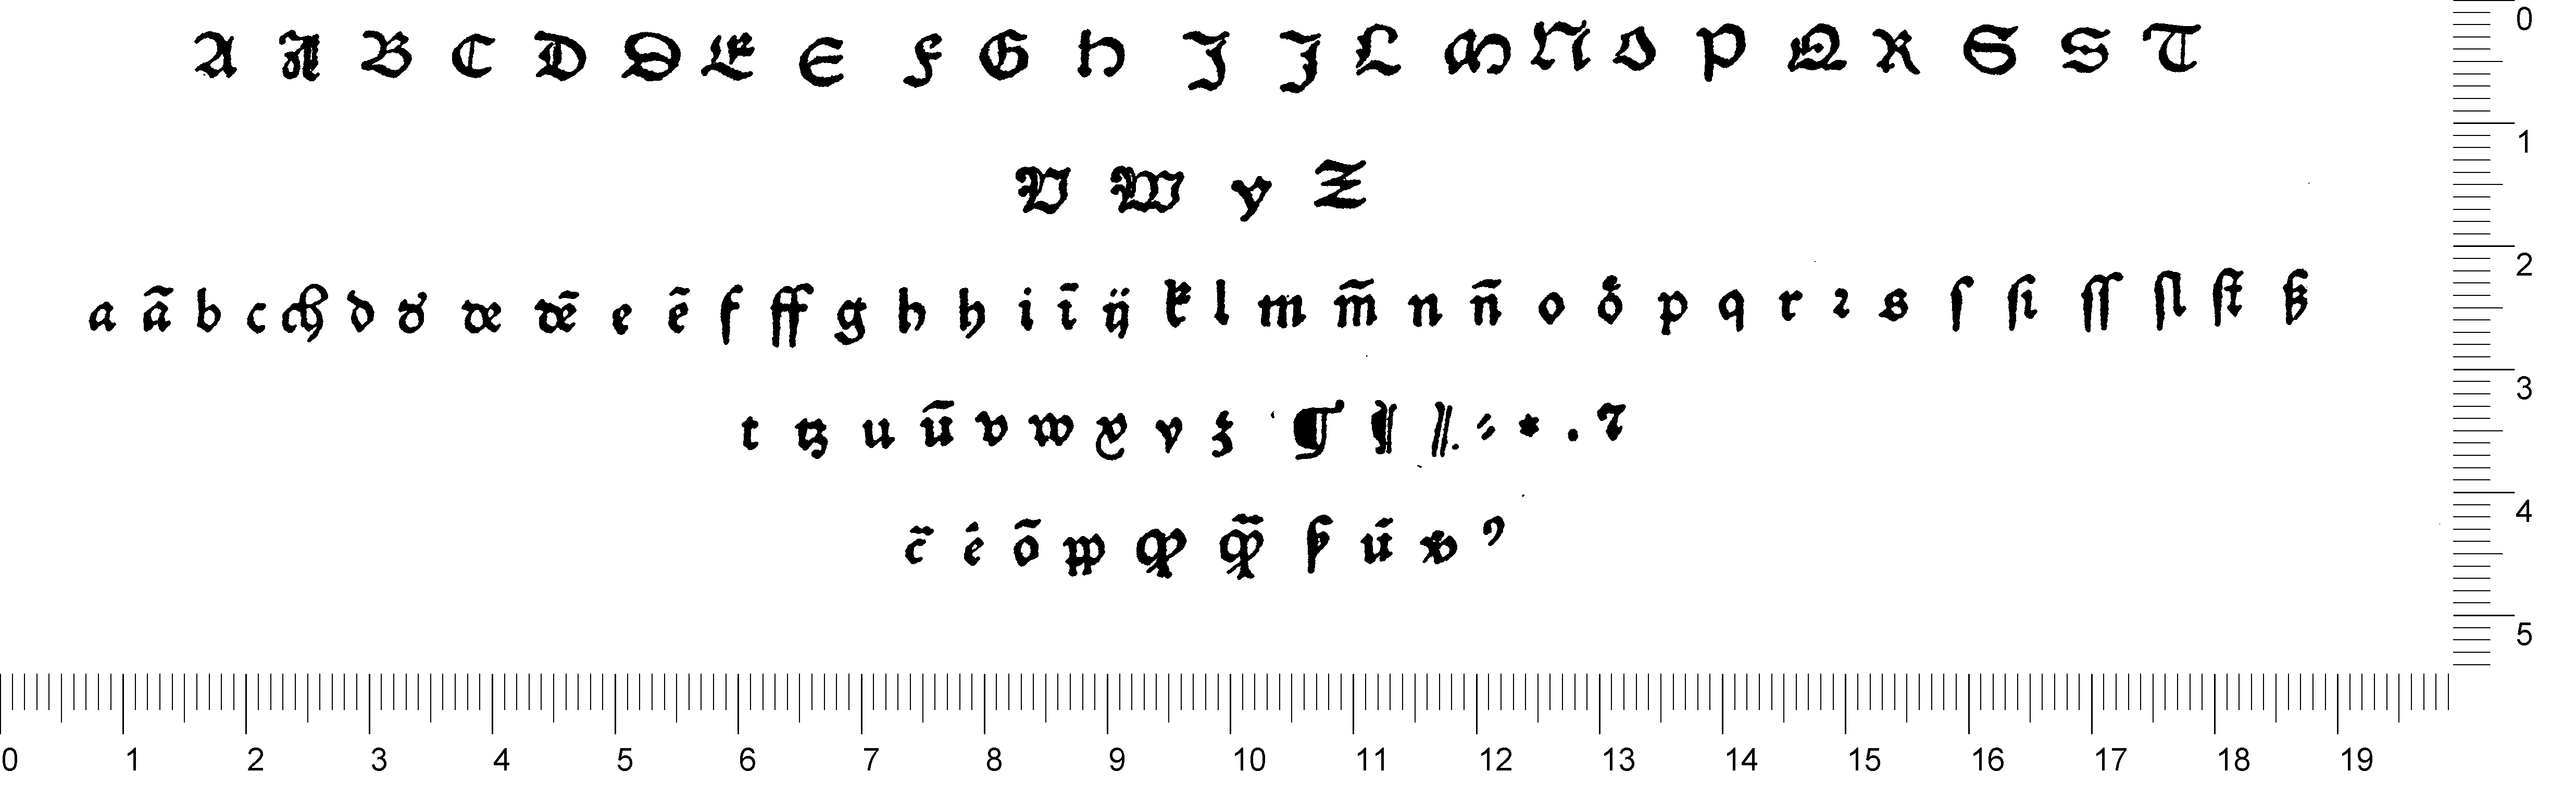 A A B C D D E E F G H J J L M N O P Q R S S T
V W Y Z
a ã b c ch d d᷑ de dẽ e ẽ f ff g h h i ĩ ij k l m m̃ n ñ o oͤ p q r ꝛ s ſ ſi ſſ ſl ſt ß
t tz u ũ v w x y z ¶ ¶ //. ⸗ * . ?
c̃ é õ pp ꝙ ꝙ̃ ꝰ
0 1 2 3 4 5
0 1 2 3 4 5 6 7 8 9 10 11 12 13 14 15 16 17 18 19